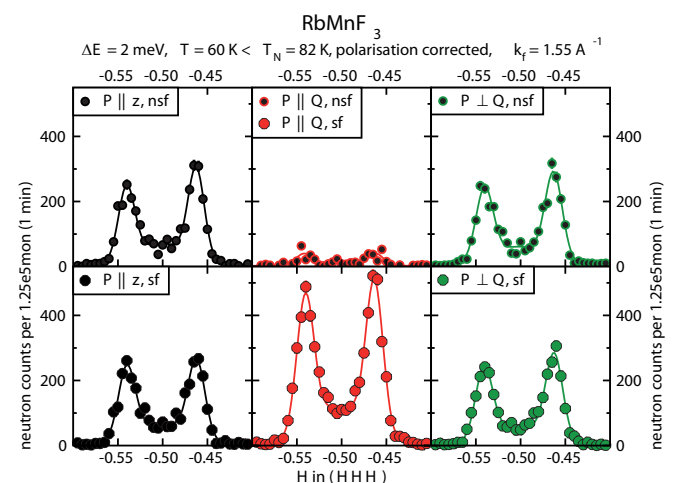 RbMnF 3
ΔE = 2 meV, T = 60 K < T N = 82 K, polarisation corrected, k f = 1.55 A -1
-0.55 -0.50 -0.45 -0.55 -0.50 -0.45 -0.55 -0.50 -0.45
P || z, nsf
P || Q, nsf
P || Q, sf
P ⊥ Q, nsf
400 400
200 200
0 0
P || z, sf
P ⊥ Q, sf
400 400
200 200
0 0
neutron counts per 1.25e5mon (1 min)
neutron counts per 1.25e5mon (1 min)
-0.55 -0.50 -0.45 -0.55 -0.50 -0.45 -0.55 -0.50 -0.45
H in ( H H H )